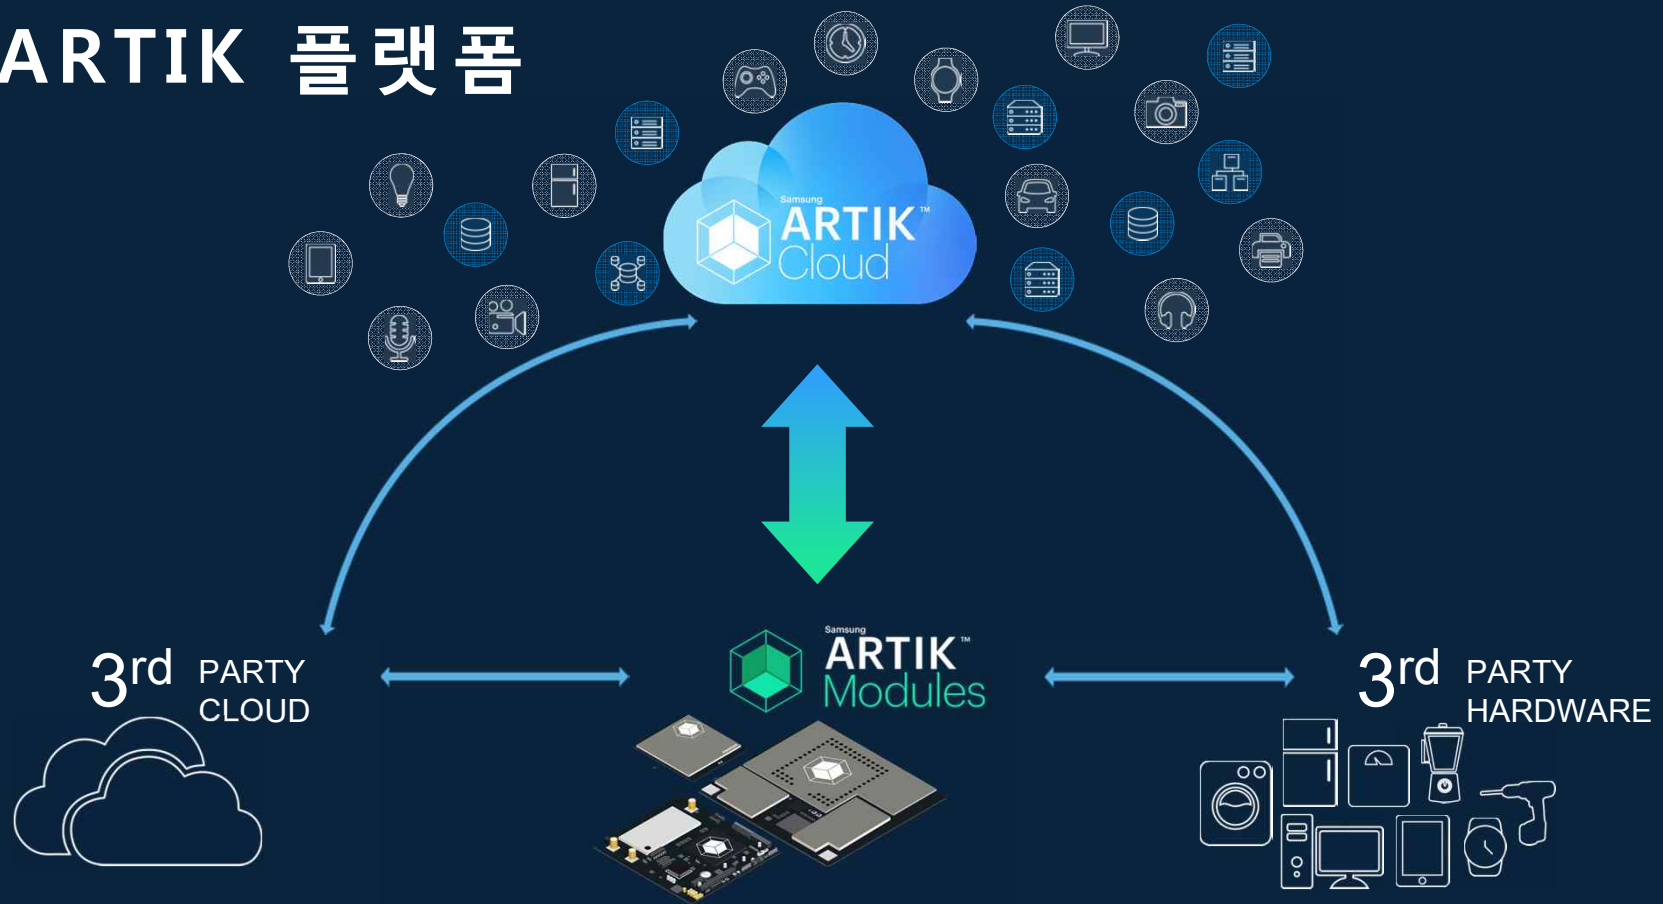 ARTIK 플랫폼
Samsung
ARTIK™
Cloud
3rd PARTY
CLOUD
Samsung
ARTIK™
Modules
3rd PARTY
HARDWARE